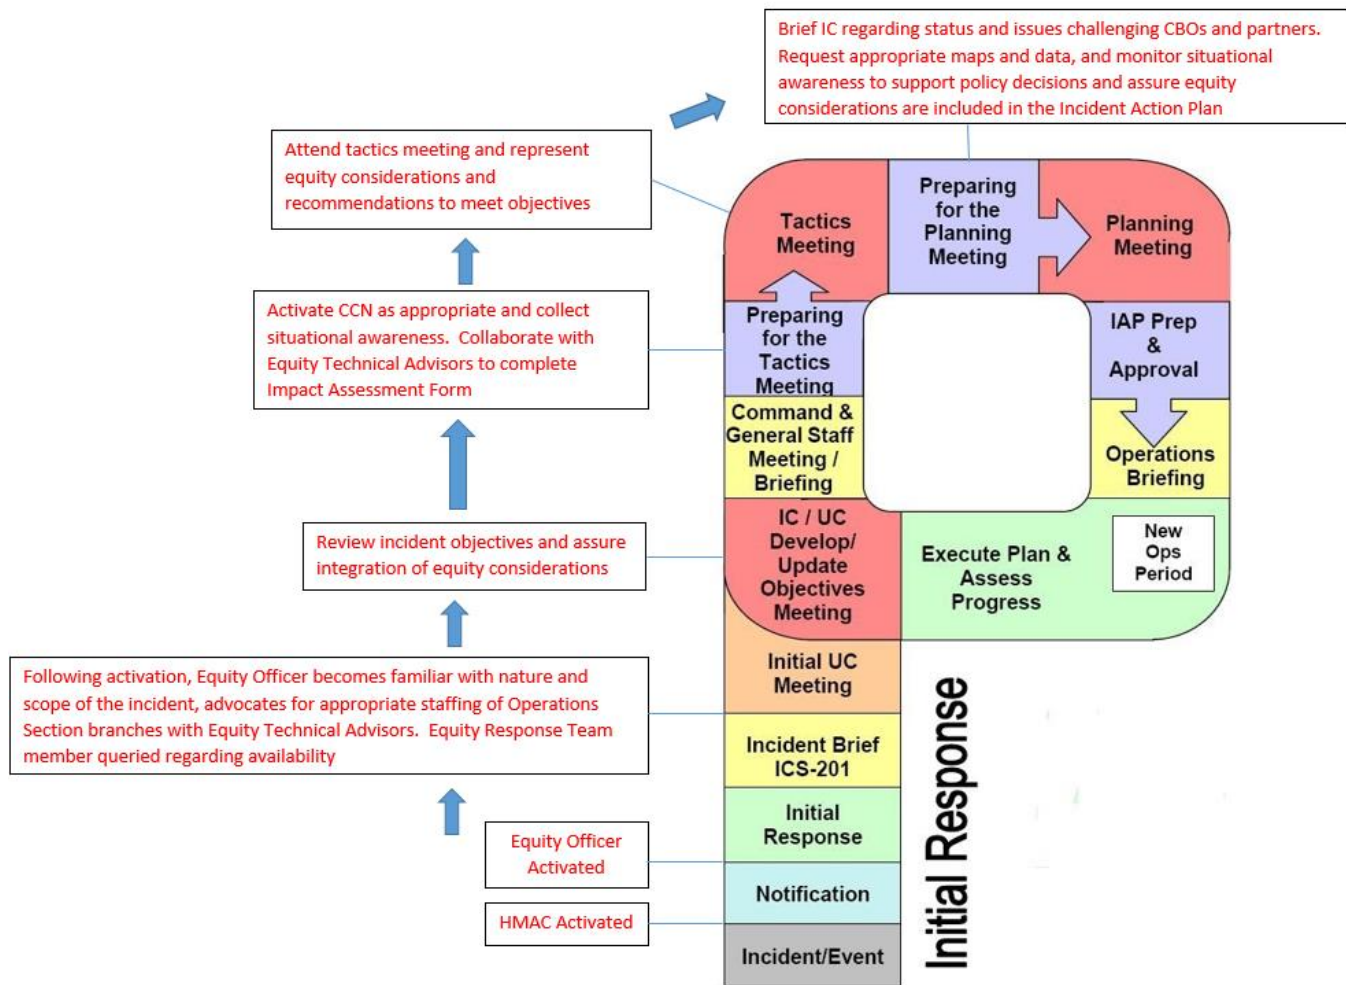 Brief IC regarding status and issues challenging CBOs and partners.
Request appropriate maps and data, and monitor situational
awareness to support policy decisions and assure equity
considerations are included in the Incident Action Plan
Attend tactics meeting and represent
equity considerations and
recommendations to meet objectives
Activate CCN as appropriate and collect
situational awareness.  Collaborate with
Equity Technical Advisors to complete
Impact Assessment Form
Review incident objectives and assure
integration of equity considerations
Following activation, Equity Officer becomes familiar with nature and
scope of the incident, advocates for appropriate staffing of Operations
Section branches with Equity Technical Advisors.  Equity Response Team
member queried regarding availability
Equity Officer
Activated
HMAC Activated
Tactics
Meeting
Preparing
for the
Planning
Meeting
Planning
Meeting
Preparing
for the
Tactics
Meeting
IAP Prep
&
Approval
Command &
General Staff
Meeting /
Briefing
Operations
Briefing
IC / UC
Develop/
Update
Objectives
Meeting
Execute Plan &
Assess
Progress
New
Ops
Period
Initial UC
Meeting
Incident Brief
ICS-201
Initial
Response
Notification
Incident/Event
Initial Response